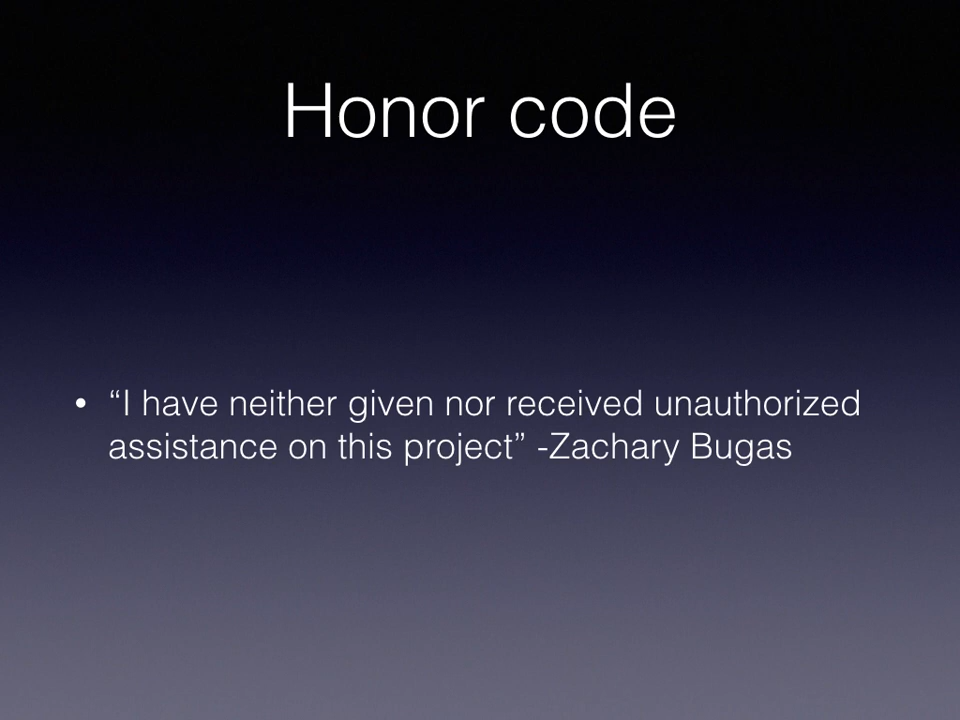 Honor code
• “I have neither given nor received unauthorized
assistance on this project” -Zachary Bugas